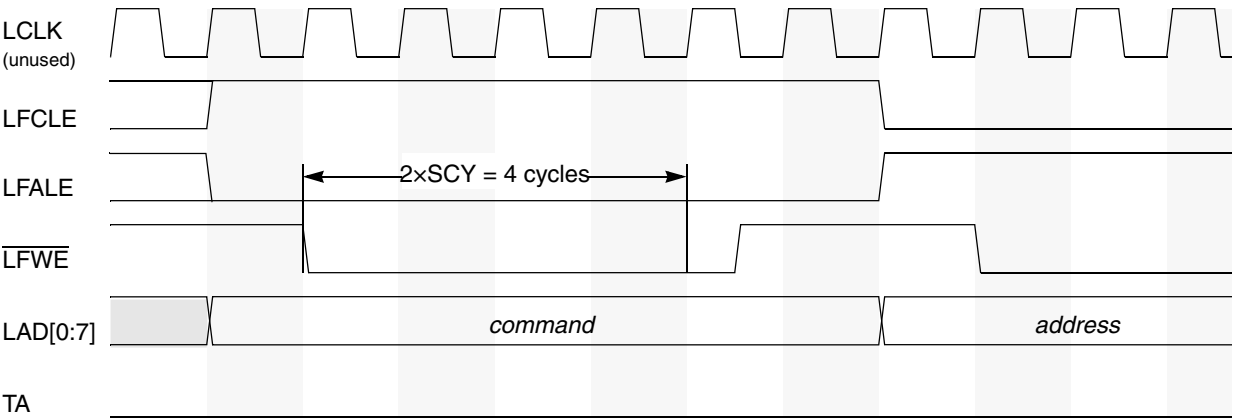 LCLK
(unused)
LFCLE
LFALE
2×SCY = 4 cycles
LFWE
LAD[0:7]
command
address
TA